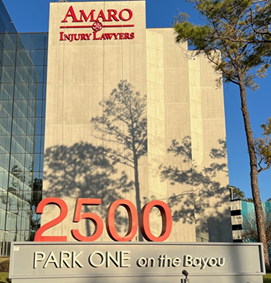 AMARO
INJURY LAWYERS
2500
PARK ONE on the Bayou